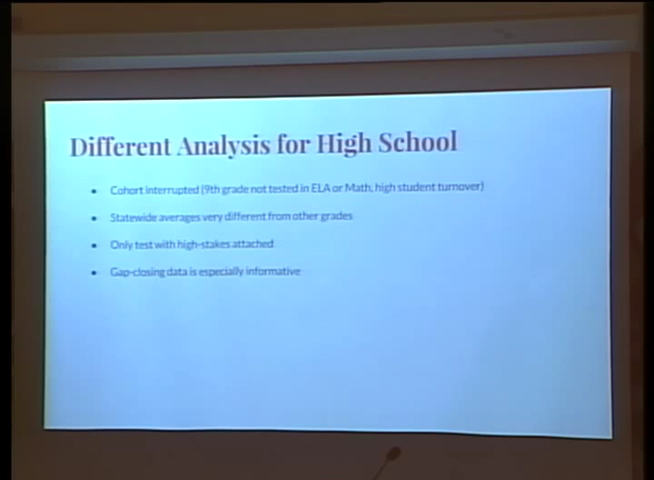 Different Analysis for High School
• Cohort interrupted (9th grade not tested in ELA or Math, high student turnover)
• Statewide averages very different from other grades
• Only test with high-stakes attached
• Gap-closing data is especially informative